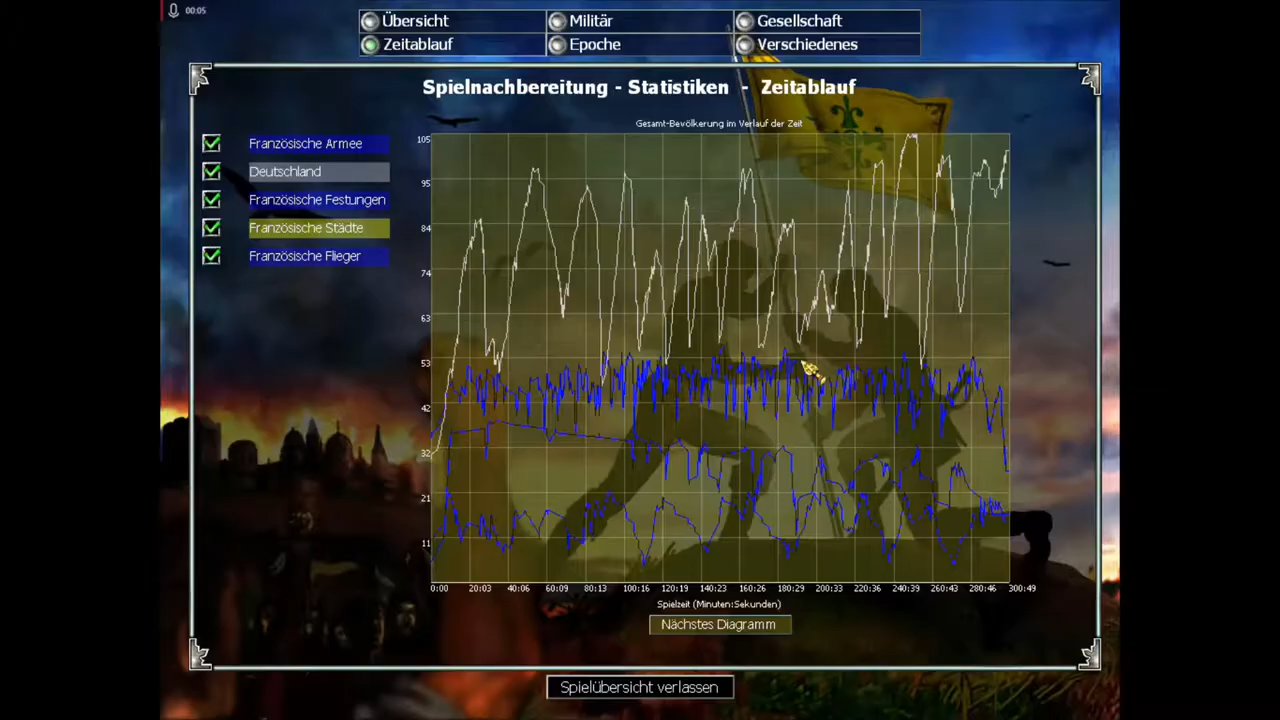 00:05
Übersicht Militär Gesellschaft
Zeitablauf Epoche Verschiedenes
Spielnachbereitung - Statistiken - Zeitablauf
Gesamt-Bevölkerung im Verlauf der Zeit
Französische Armee
Deutschland
Französische Festungen
Französische Städte
Französische Flieger
105
95
84
74
63
53
42
32
21
11
0:00 20:03 40:06 60:09 80:13 100:16 120:19 140:23 160:26 180:29 200:33 220:36 240:39 260:43 280:46 300:49
Spielzeit (Minuten:Sekunden)
Nächstes Diagramm
Spielübersicht verlassen